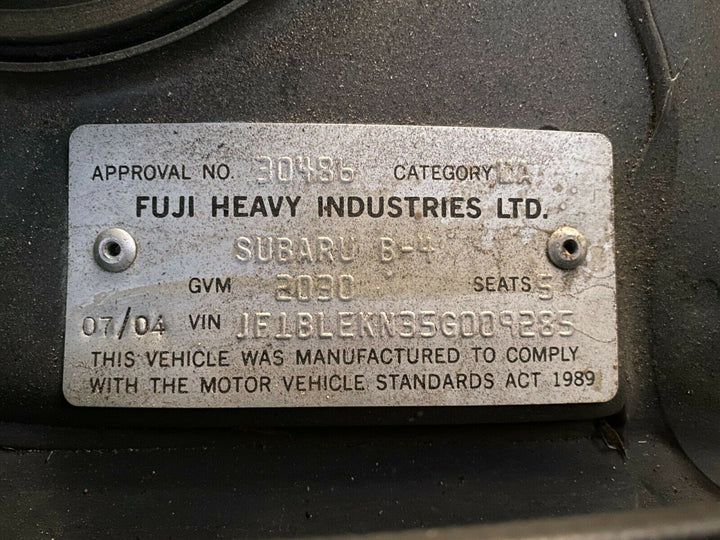 APPROVAL NO. 30486 CATEGORY MA
FUJI HEAVY INDUSTRIES LTD.
SUBARU B-4
GVM 2030 SEATS 5
07/04 VIN JF1BLEKN35G009285
THIS VEHICLE WAS MANUFACTURED TO COMPLY
WITH THE MOTOR VEHICLE STANDARDS ACT 1989